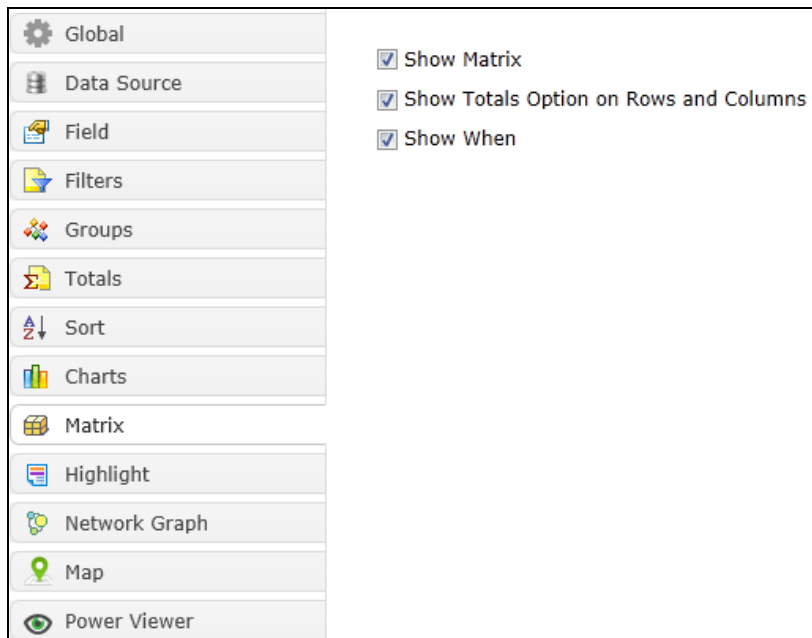 Global
Data Source
Field
Filters
Groups
Totals
Sort
Charts
Matrix
Highlight
Network Graph
Map
Power Viewer
Show Matrix
Show Totals Option on Rows and Columns
Show When